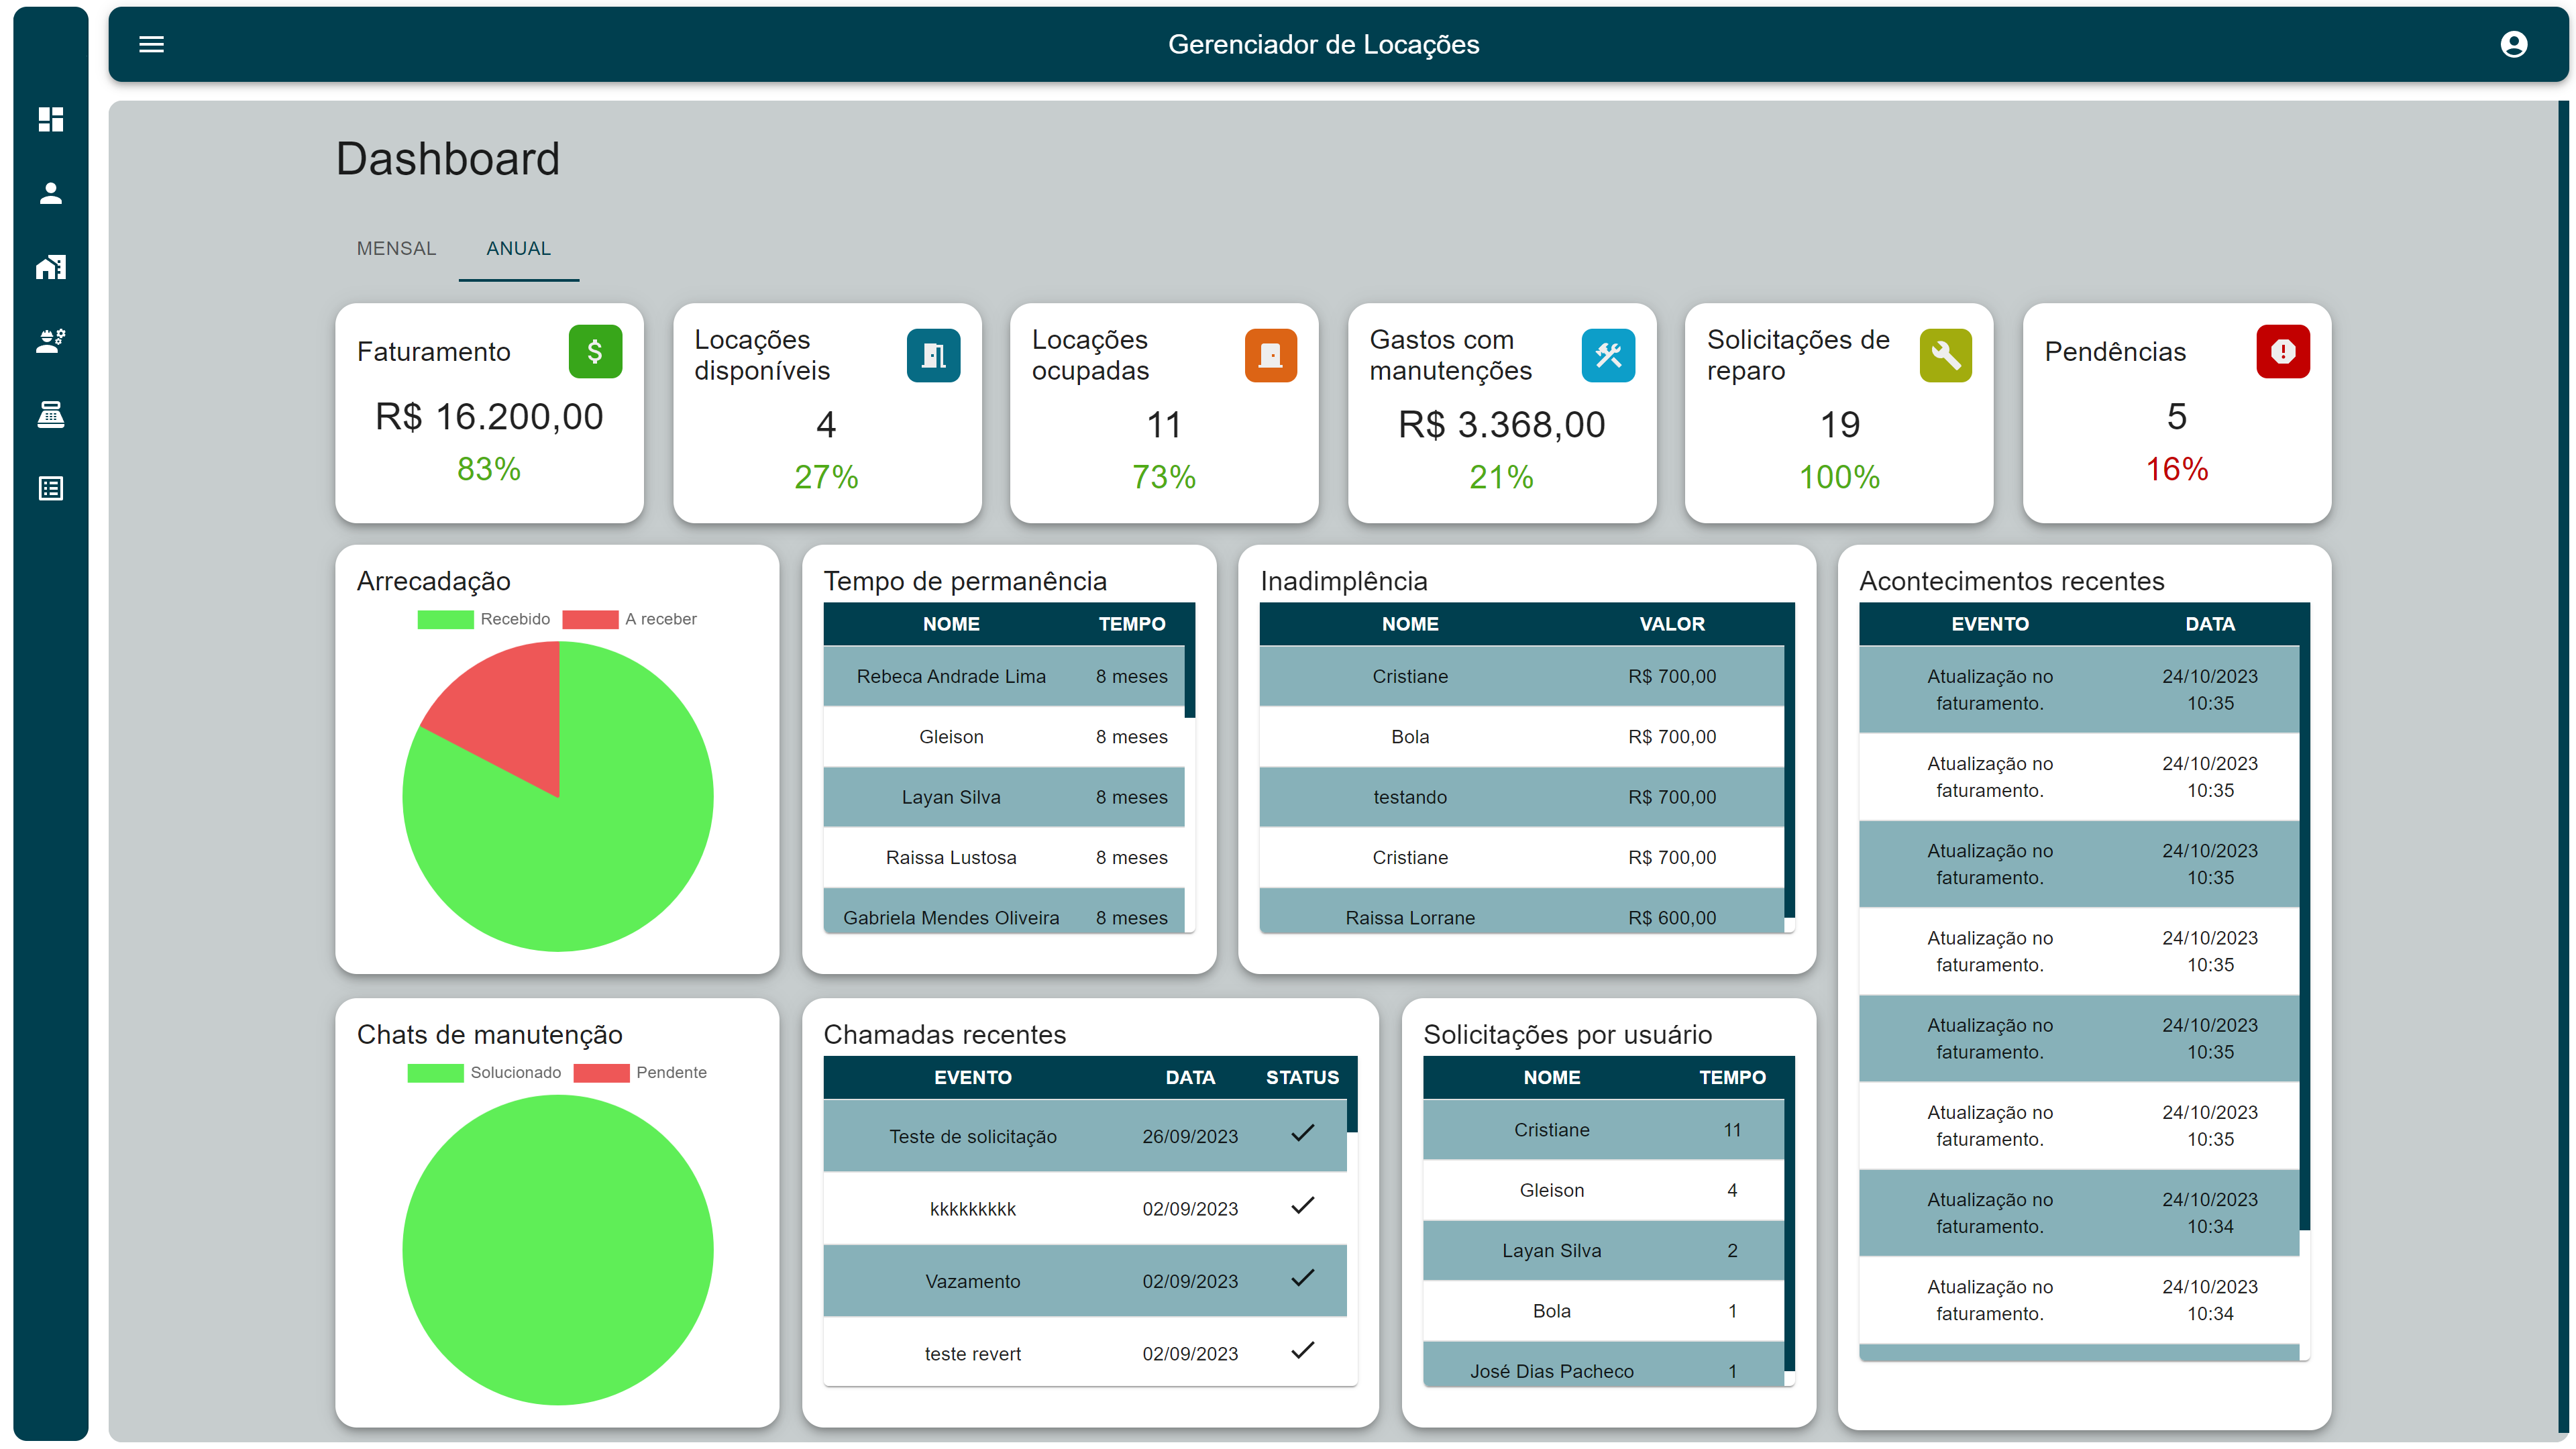 Gerenciador de Locações
Dashboard
MENSAL ANUAL
Faturamento
R$ 16.200,00
83%
Locações
disponíveis
4
27%
Locações
ocupadas
11
73%
Gastos com
manutenções
R$ 3.368,00
21%
Solicitações de
reparo
19
100%
Pendências
5
16%
Arrecadação
Recebido A receber
Tempo de permanência
NOME TEMPO
Rebeca Andrade Lima 8 meses
Gleison 8 meses
Layan Silva 8 meses
Raissa Lustosa 8 meses
Gabriela Mendes Oliveira 8 meses
Inadimplência
NOME VALOR
Cristiane R$ 700,00
Bola R$ 700,00
testando R$ 700,00
Cristiane R$ 700,00
Raissa Lorrane R$ 600,00
Acontecimentos recentes
EVENTO DATA
Atualização no 24/10/2023
faturamento. 10:35
Atualização no 24/10/2023
faturamento. 10:35
Atualização no 24/10/2023
faturamento. 10:35
Atualização no 24/10/2023
faturamento. 10:35
Atualização no 24/10/2023
faturamento. 10:35
Atualização no 24/10/2023
faturamento. 10:35
Atualização no 24/10/2023
faturamento. 10:34
Atualização no 24/10/2023
faturamento. 10:34
Chats de manutenção
Solucionado Pendente
Chamadas recentes
EVENTO DATA STATUS
Teste de solicitação 26/09/2023
kkkkkkkkk 02/09/2023
Vazamento 02/09/2023
teste revert 02/09/2023
Solicitações por usuário
NOME TEMPO
Cristiane 11
Gleison 4
Layan Silva 2
Bola 1
José Dias Pacheco 1